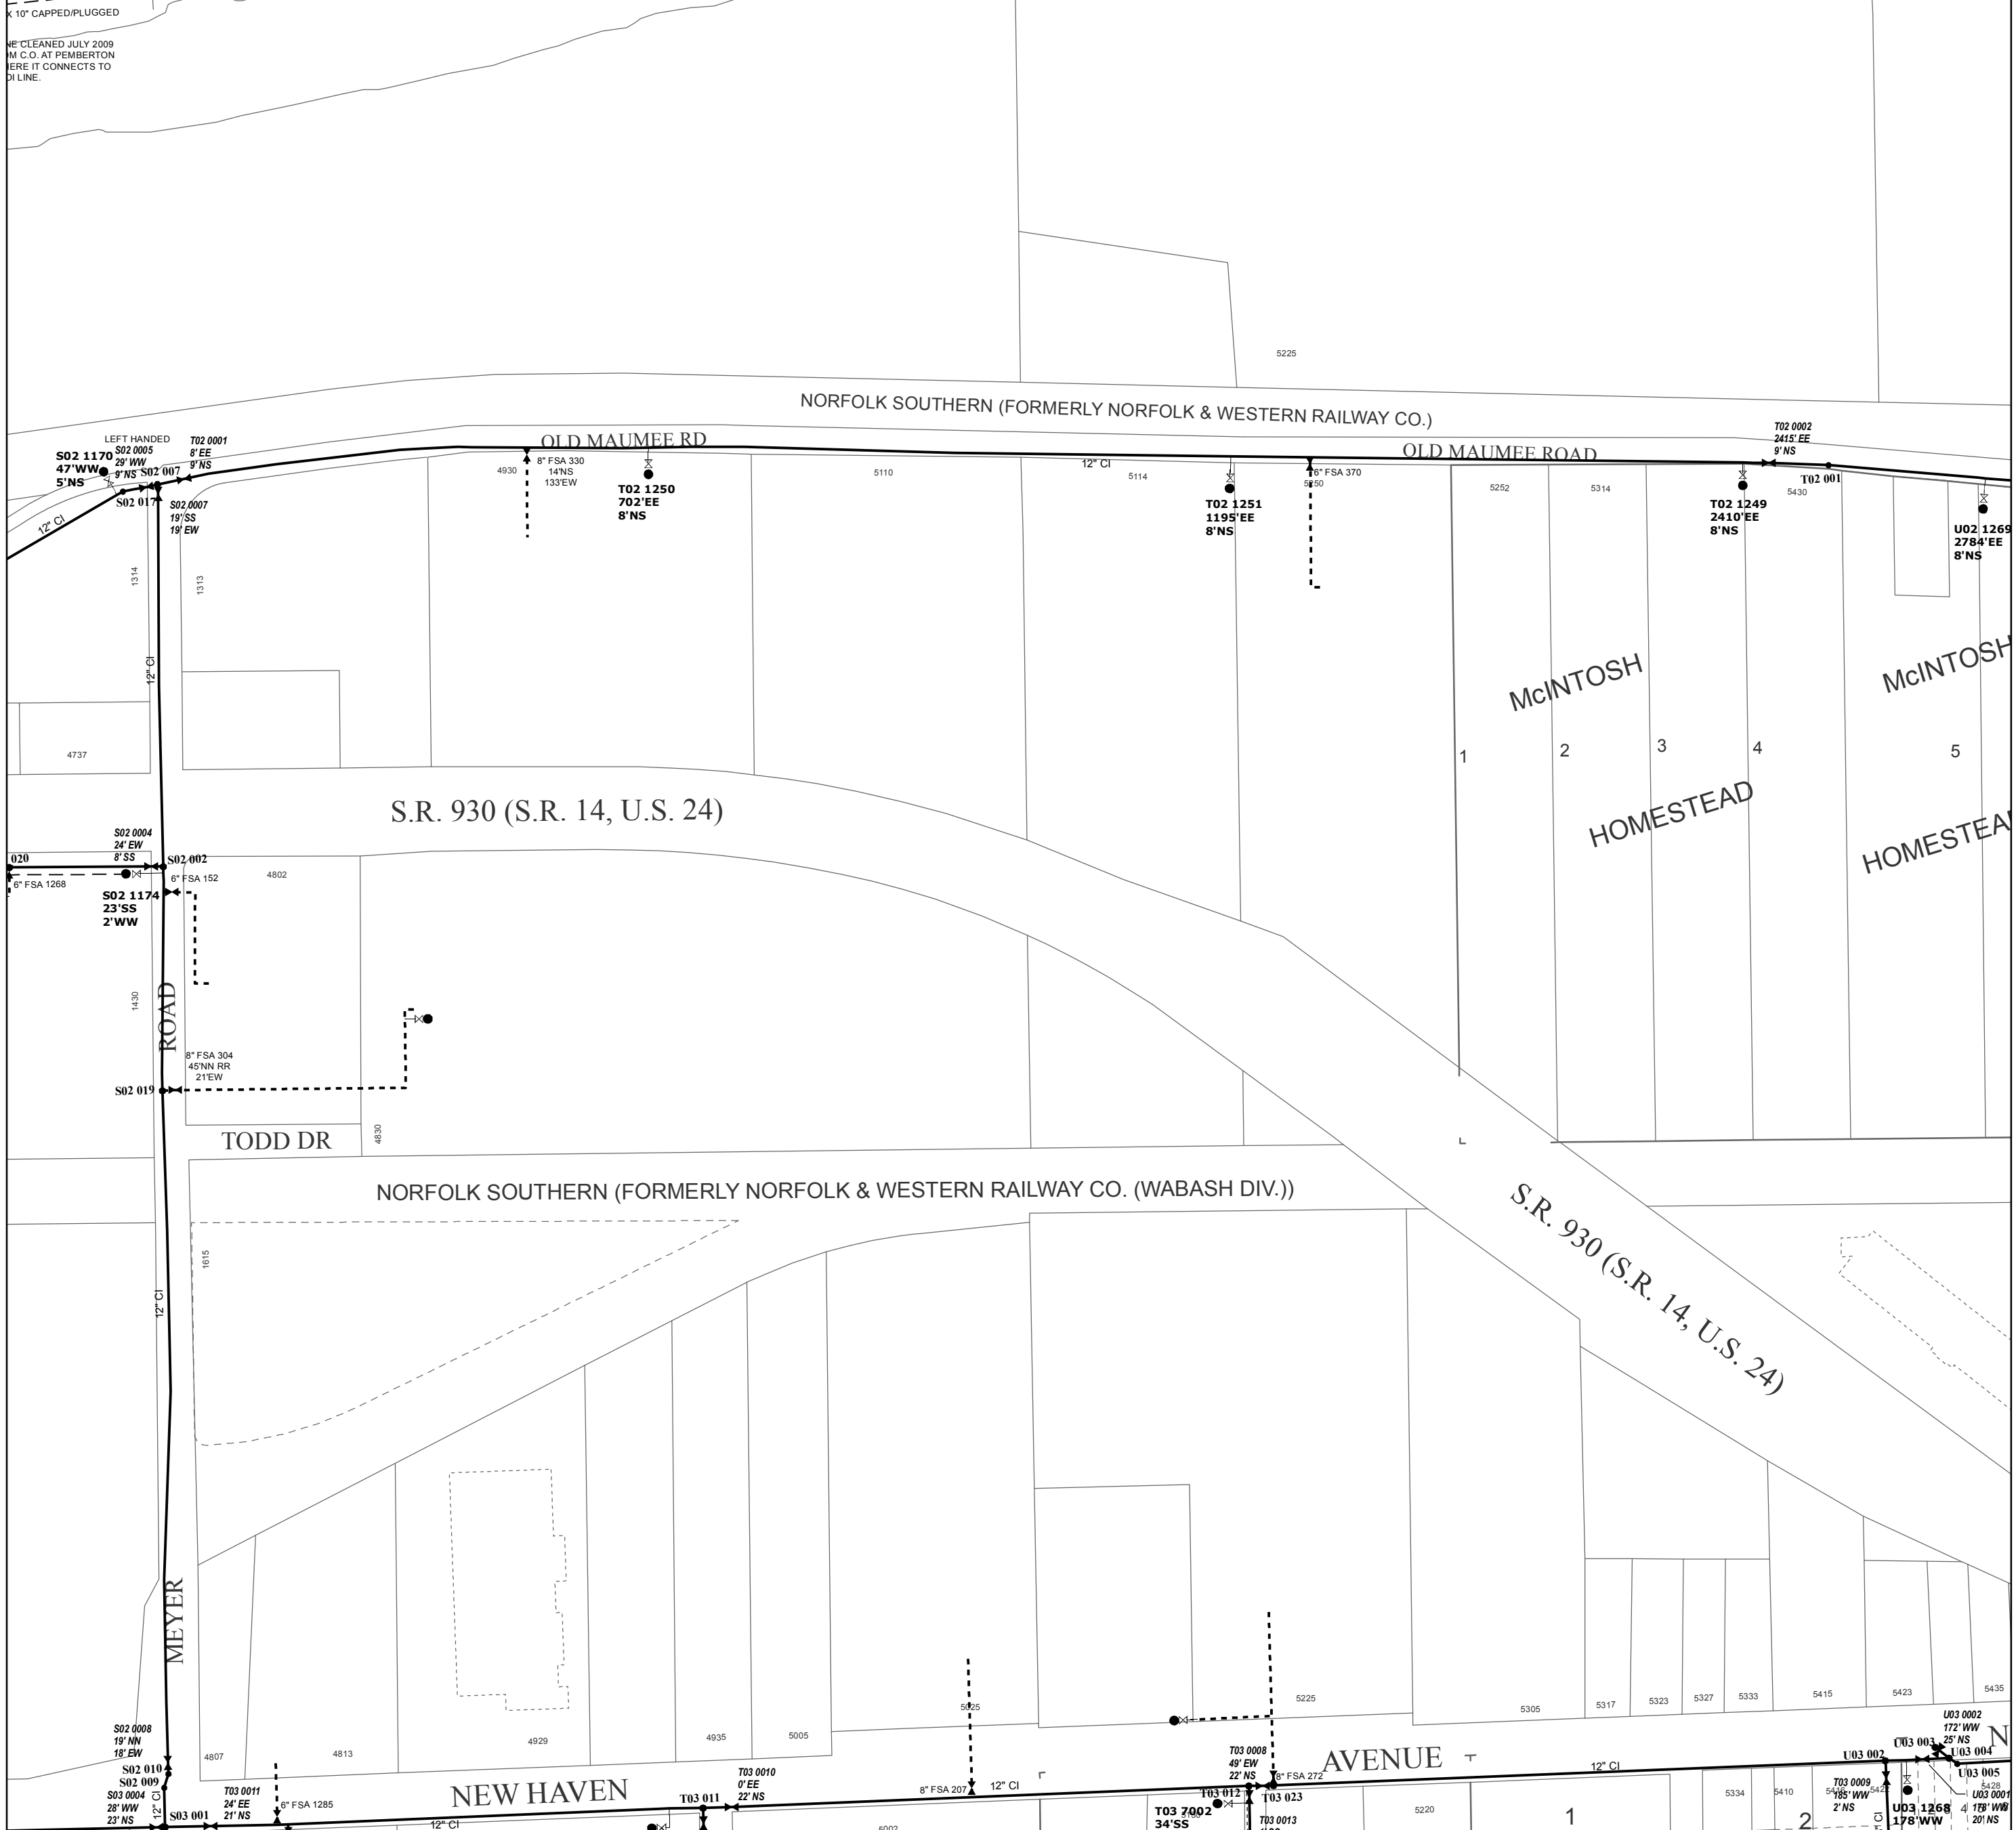 X 10" CAPPED/PLUGGED
NE CLEANED JULY 2009
OM C.O. AT PEMBERTON
HERE IT CONNECTS TO
DI LINE.
5225
NORFOLK SOUTHERN (FORMERLY NORFOLK & WESTERN RAILWAY CO.)
LEFT HANDED
S02 0005
29' WW
9' NS
T02 0001
8' EE
9' NS
S02 1170
47'WW
5'NS
S02 007
S02 017
S02 0007
19' SS
19' EW
12" CI
OLD MAUMEE RD
4930
8" FSA 330
14'NS
133'EW
T02 1250
702'EE
8'NS
5110
12" CI
5114
T02 1251
1195'EE
8'NS
6" FSA 370
5250
OLD MAUMEE ROAD
5252
5314
T02 0002
2415' EE
9' NS
T02 1249
2410'EE
8'NS
5430
T02 001
U02 1269
2784'EE
8'NS
1314
1313
12" CI
4737
McINTOSH
McINTOSH
1
2
3
4
5
HOMESTEAD
HOMESTEAD
S.R. 930 (S.R. 14, U.S. 24)
S02 0004
24' EW
8' SS
020
S02 002
6" FSA 1268
6" FSA 152
4802
S02 1174
23'SS
2'WW
1430
ROAD
8" FSA 304
45'NN RR
21'EW
S02 019
TODD DR
4830
NORFOLK SOUTHERN (FORMERLY NORFOLK & WESTERN RAILWAY CO. (WABASH DIV.))
S.R. 930 (S.R. 14, U.S. 24)
1615
12" CI
MEYER
S02 0008
19' NN
18' EW
S02 010
S02 009
S03 0004
28' WW
23' NS
12" CI
S03 001
4807
4813
4929
4935
5005
5025
5225
5305
5317
5323
5327
5333
5415
5423
5435
T03 0011
24' EE
21' NS
6" FSA 1285
12" CI
NEW HAVEN
T03 011
T03 0010
0' EE
22' NS
8" FSA 207
12" CI
5002
T03 0008
49' EW
22' NS
8" FSA 272
T03 012
T03 023
T03 7002
34'SS
T03 0013
5220
AVENUE
12" CI
1
5334
5410
5416
2
T03 0009
185' WW
2' NS
CI
U03 002
U03 003
U03 0002
172' WW
25' NS
U03 004
U03 005
5428
U03 1268
178'WW
U03 0001
178' WW
20' NS
4
N